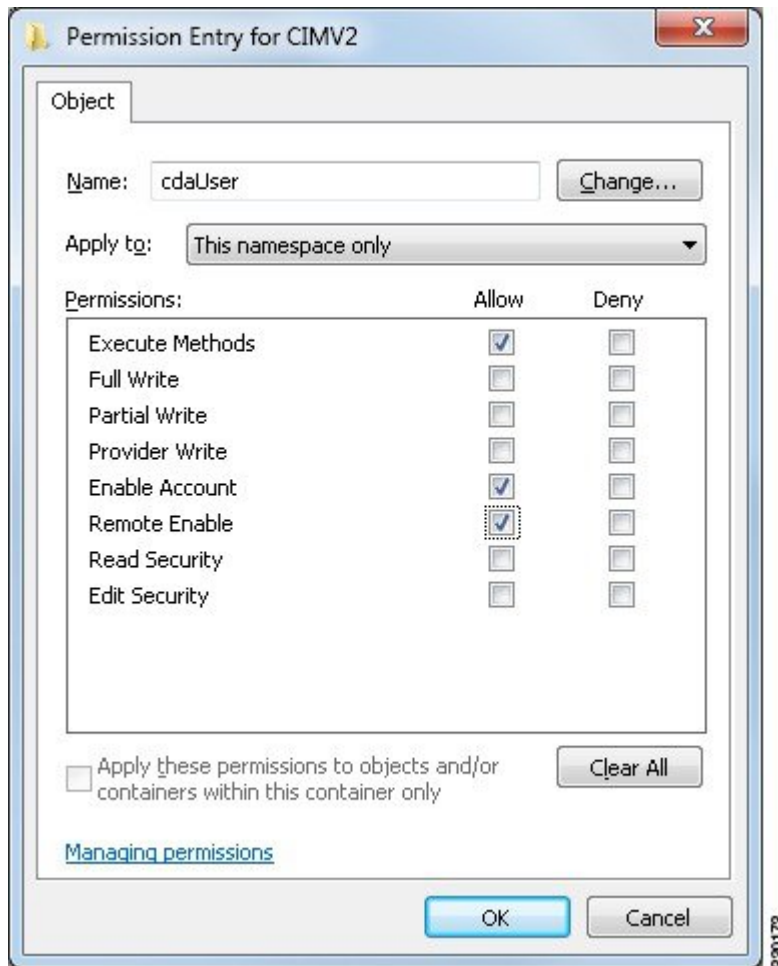 Permission Entry for CIMV2
Object
Name: cdaUser Change...
Apply to: This namespace only
Permissions: Allow Deny
Execute Methods
Full Write
Partial Write
Provider Write
Enable Account
Remote Enable
Read Security
Edit Security
Apply these permissions to objects and/or
containers within this container only
Clear All
Managing permissions
OK Cancel